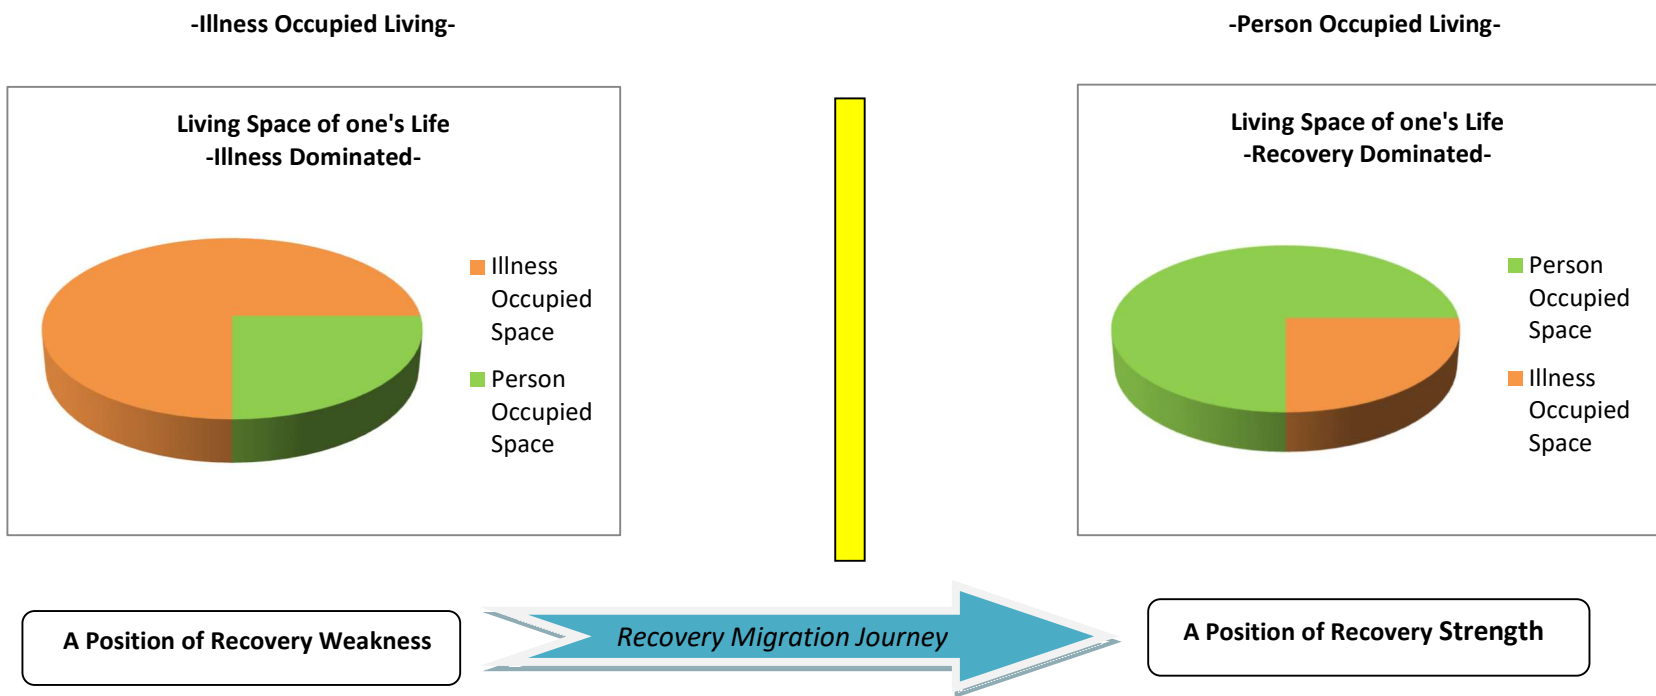 -Illness Occupied Living-
-Person Occupied Living-
Living Space of one's Life
-Illness Dominated-
Illness
Occupied
Space
Person
Occupied
Space
Living Space of one's Life
-Recovery Dominated-
Person
Occupied
Space
Illness
Occupied
Space
A Position of Recovery Weakness
Recovery Migration Journey
A Position of Recovery Strength